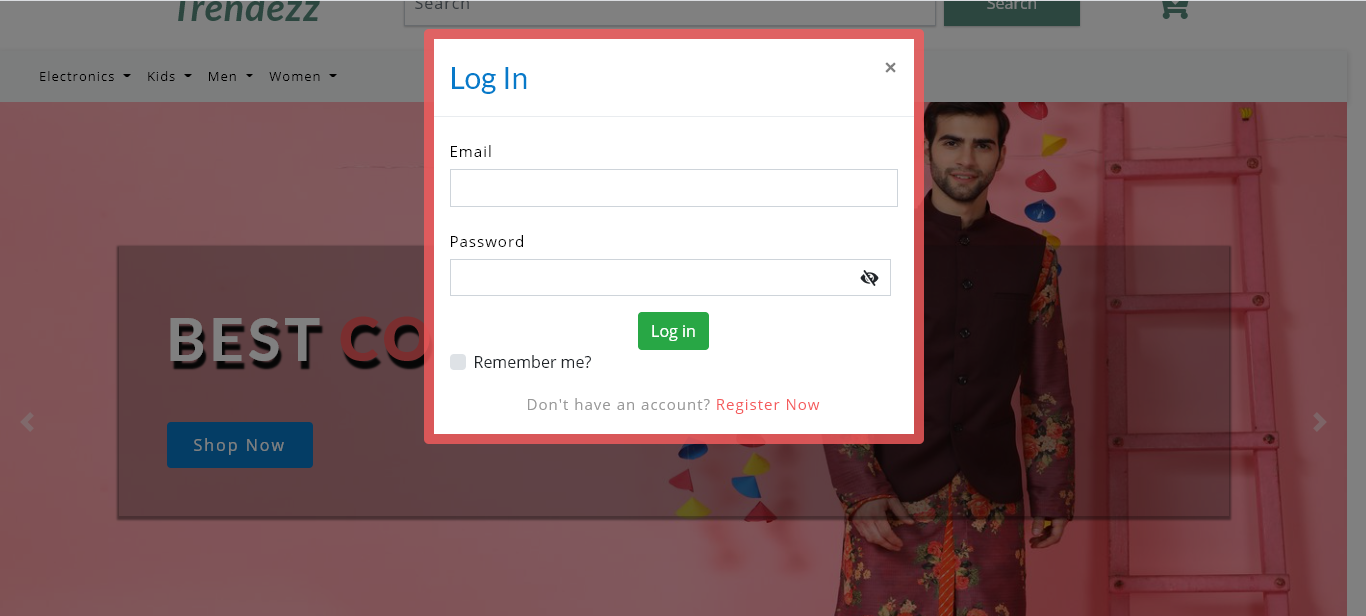 Trendezz
Search
Search
Electronics Kids Men Women
Log In
×
Email
Password
Log in
Remember me?
Don't have an account? Register Now
BEST CO
Shop Now